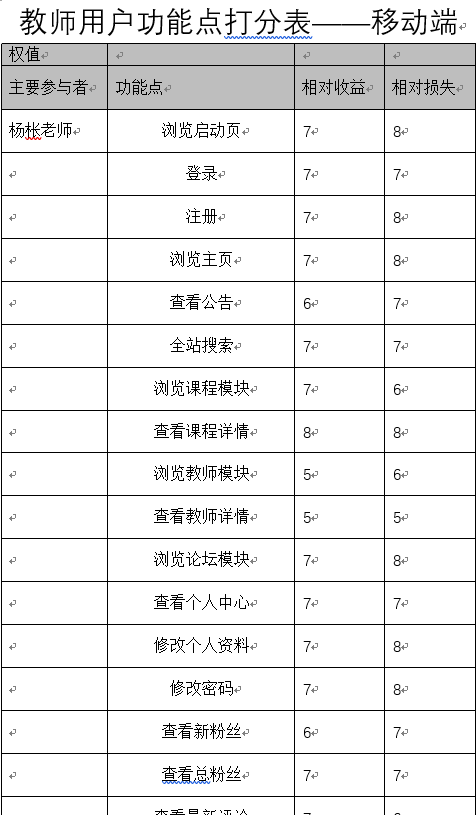 教师用户功能点打分表——移动端
权值
主要参与者 功能点 相对收益 相对损失
杨枨老师 浏览启动页 7 8
登录 7 7
注册 7 8
浏览主页 7 8
查看公告 6 7
全站搜索 7 7
浏览课程模块 7 6
查看课程详情 8 8
浏览教师模块 5 6
查看教师详情 5 5
浏览论坛模块 7 8
查看个人中心 7 7
修改个人资料 7 8
修改密码 7 8
查看新粉丝 6 7
查看总粉丝 7 7
查看最新评论